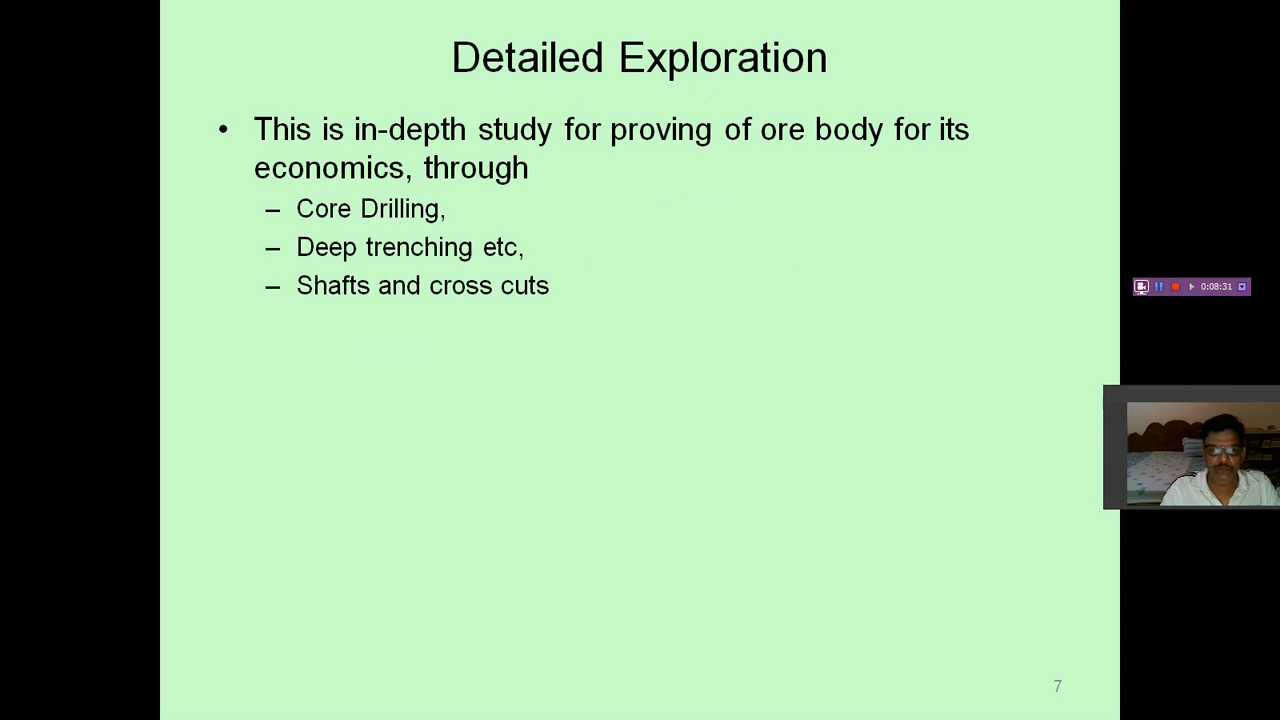 Detailed Exploration
• This is in-depth study for proving of ore body for its
economics, through
– Core Drilling,
– Deep trenching etc,
– Shafts and cross cuts
0:08:31
7